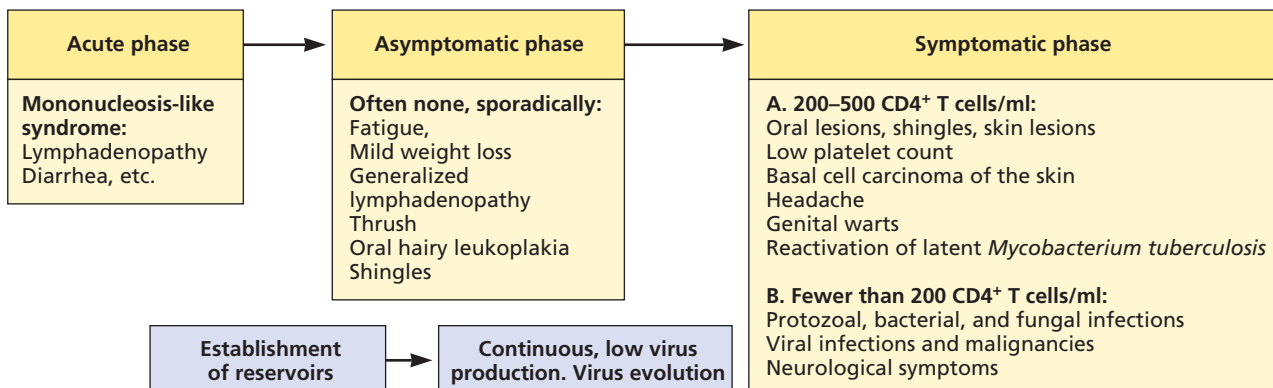 Acute phase
Mononucleosis-like
syndrome:
Lymphadenopathy
Diarrhea, etc.
Asymptomatic phase
Often none, sporadically:
Fatigue,
Mild weight loss
Generalized
lymphadenopathy
Thrush
Oral hairy leukoplakia
Shingles
Symptomatic phase
A. 200–500 CD4⁺ T cells/ml:
Oral lesions, shingles, skin lesions
Low platelet count
Basal cell carcinoma of the skin
Headache
Genital warts
Reactivation of latent Mycobacterium tuberculosis
B. Fewer than 200 CD4⁺ T cells/ml:
Protozoal, bacterial, and fungal infections
Viral infections and malignancies
Neurological symptoms
Establishment
of reservoirs
Continuous, low virus
production. Virus evolution